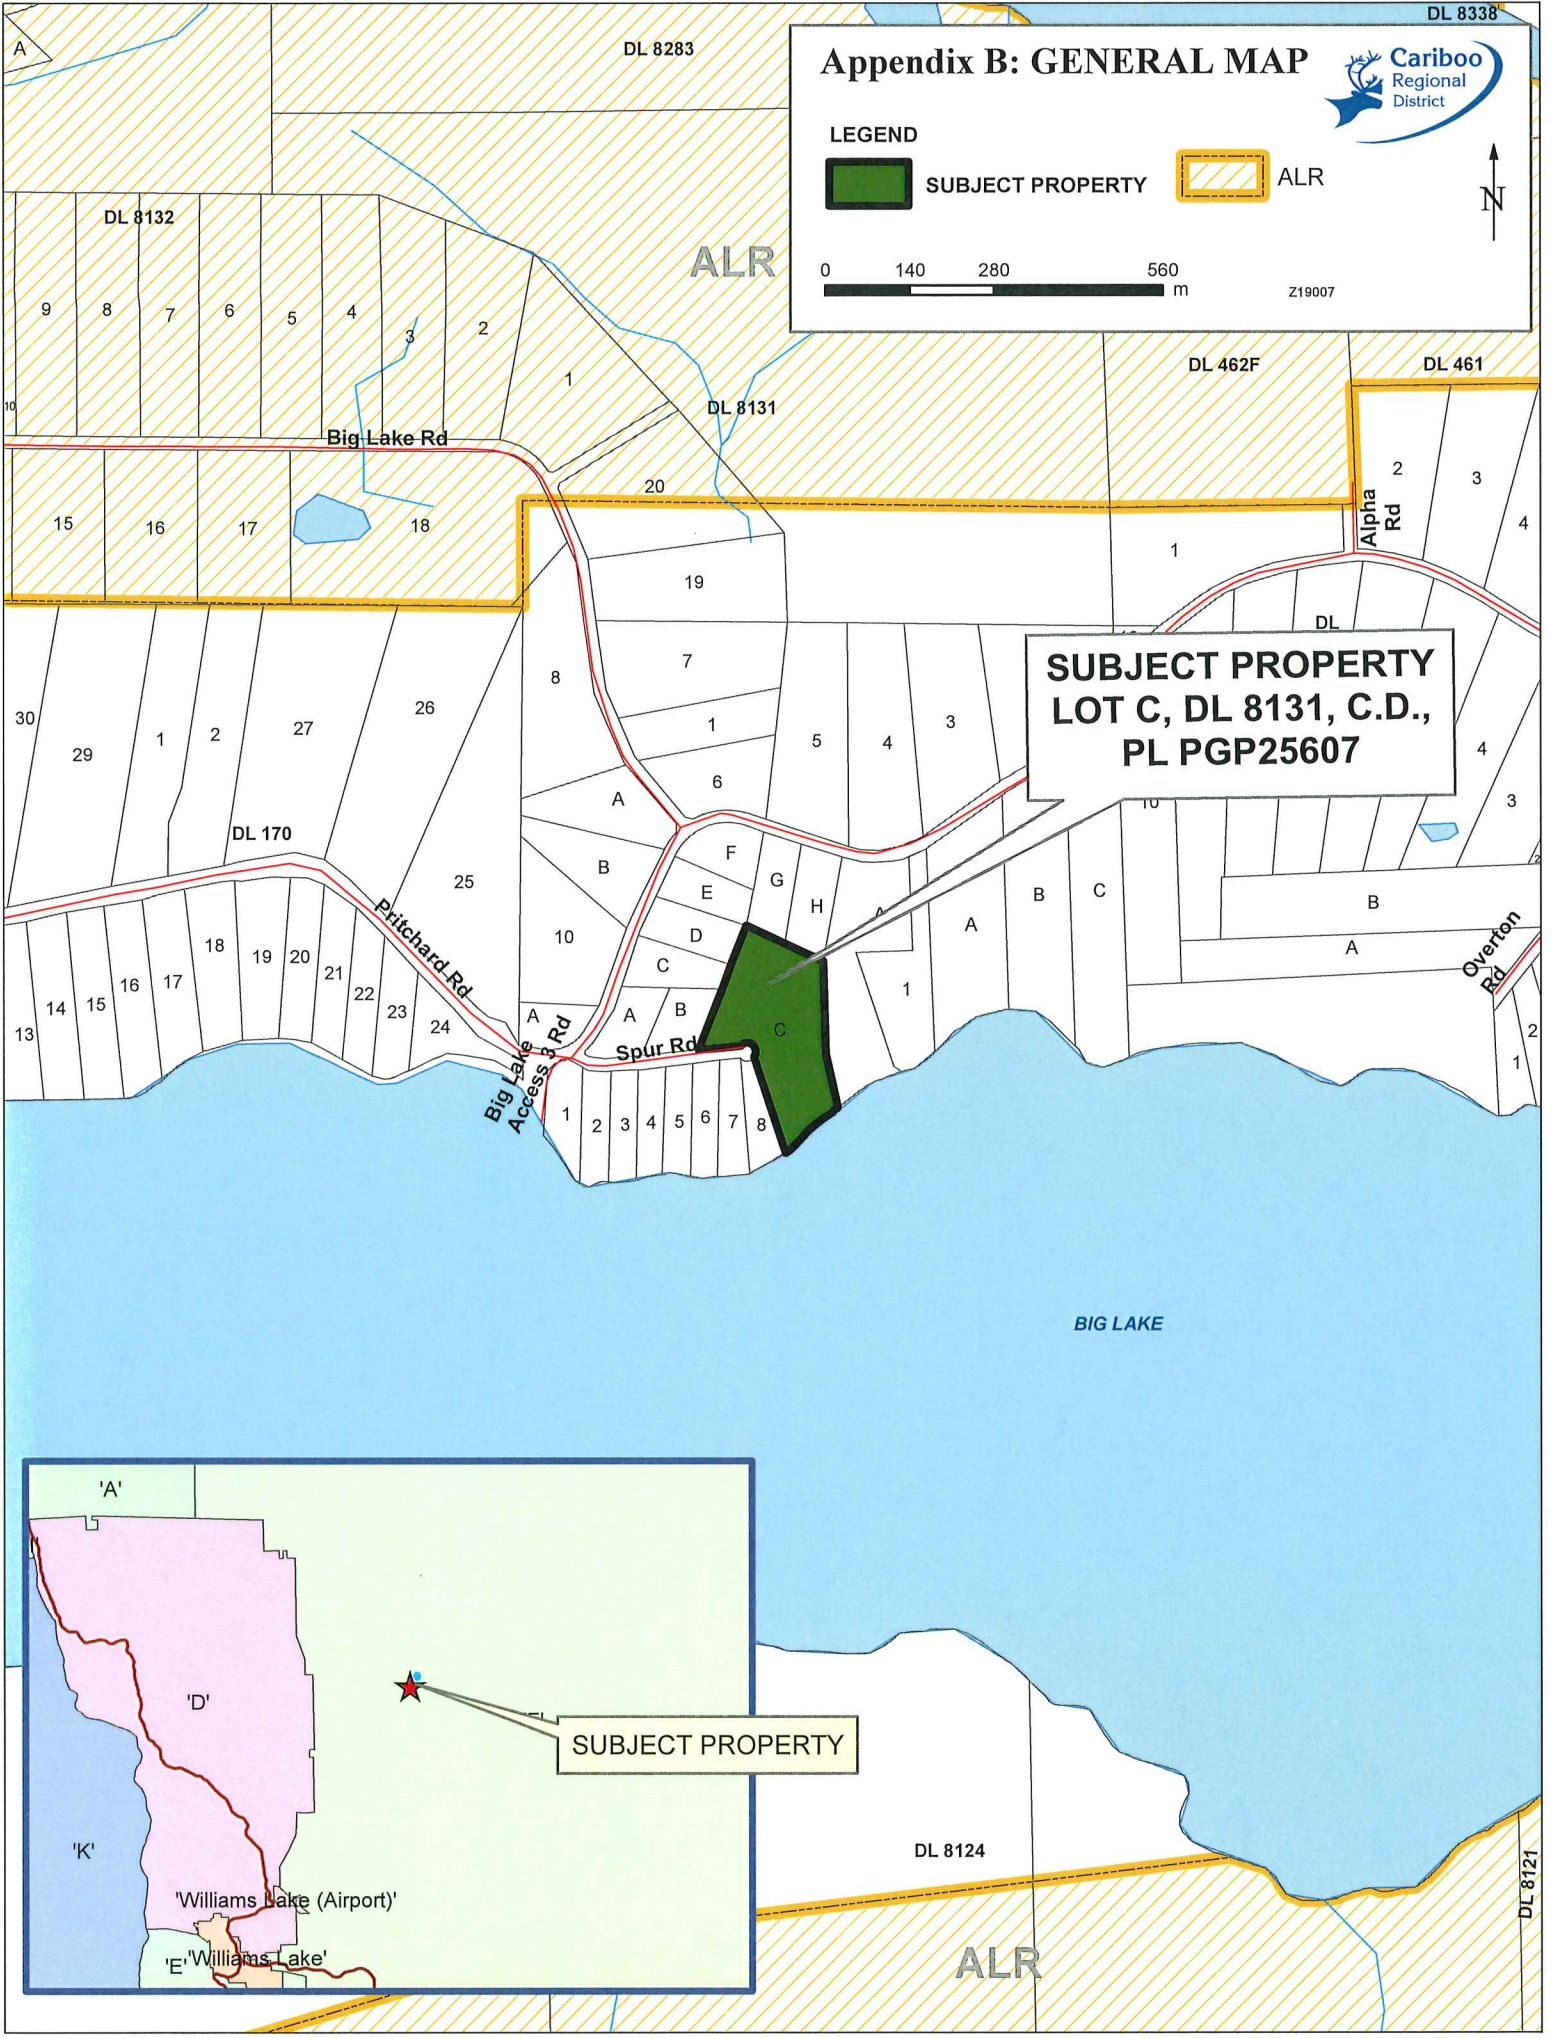 DL 8338
A
DL 8283
Appendix B: GENERAL MAP
Cariboo
Regional
District
LEGEND
SUBJECT PROPERTY
ALR
N
0 140 280 560
m
Z19007
DL 8132
ALR
9 8 7 6 5 4 3 2 1
10
DL 8131
DL 462F
DL 461
Big Lake Rd
20
15 16 17 18
2 3 4
Alpha
Rd
1
19
DL
SUBJECT PROPERTY
LOT C, DL 8131, C.D.,
PL PGP25607
30 29 1 2 27 26
8
7
1
6
5 4 3
4
3
10
2
DL 170
25
A
B
10
A
F
E
D
C
A
B
G
H
A
1
A
B
C
B
A
Overton
Rd
2
1
Pritchard Rd
13 14 15 16 17 18 19 20 21 22 23 24
Big Lake
Access 3 Rd
Spur Rd
C
1 2 3 4 5 6 7 8
BIG LAKE
'A'
'D'
SUBJECT PROPERTY
'K'
'Williams Lake (Airport)'
'E'
'Williams Lake'
DL 8124
DL 8121
ALR